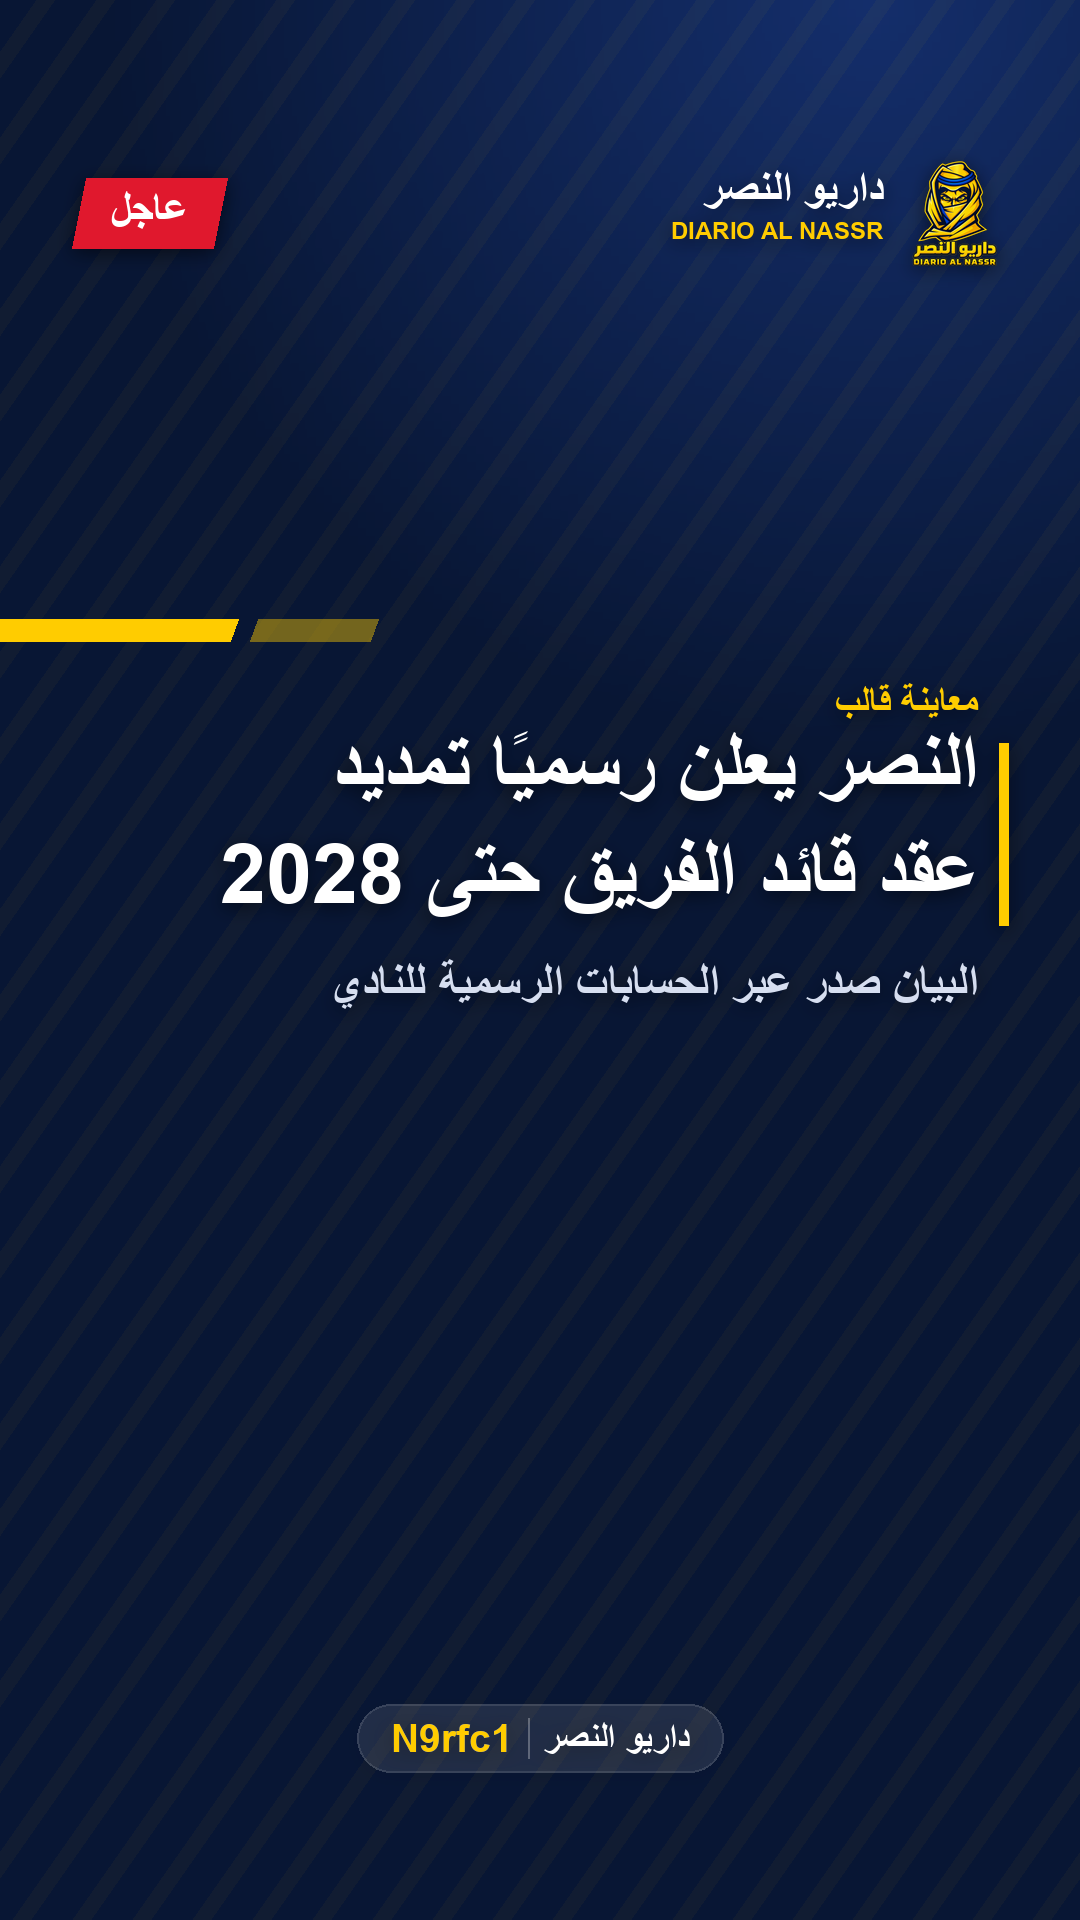 داريو النصر
DIARIO AL NASSR
داريو النصر
DIARIO AL NASSR
عاجل
معاينة قالب
النصر يعلن رسميًا تمديد
عقد قائد الفريق حتى 2028
البيان صدر عبر الحسابات الرسمية للنادي
داريو النصر | N9rfc1